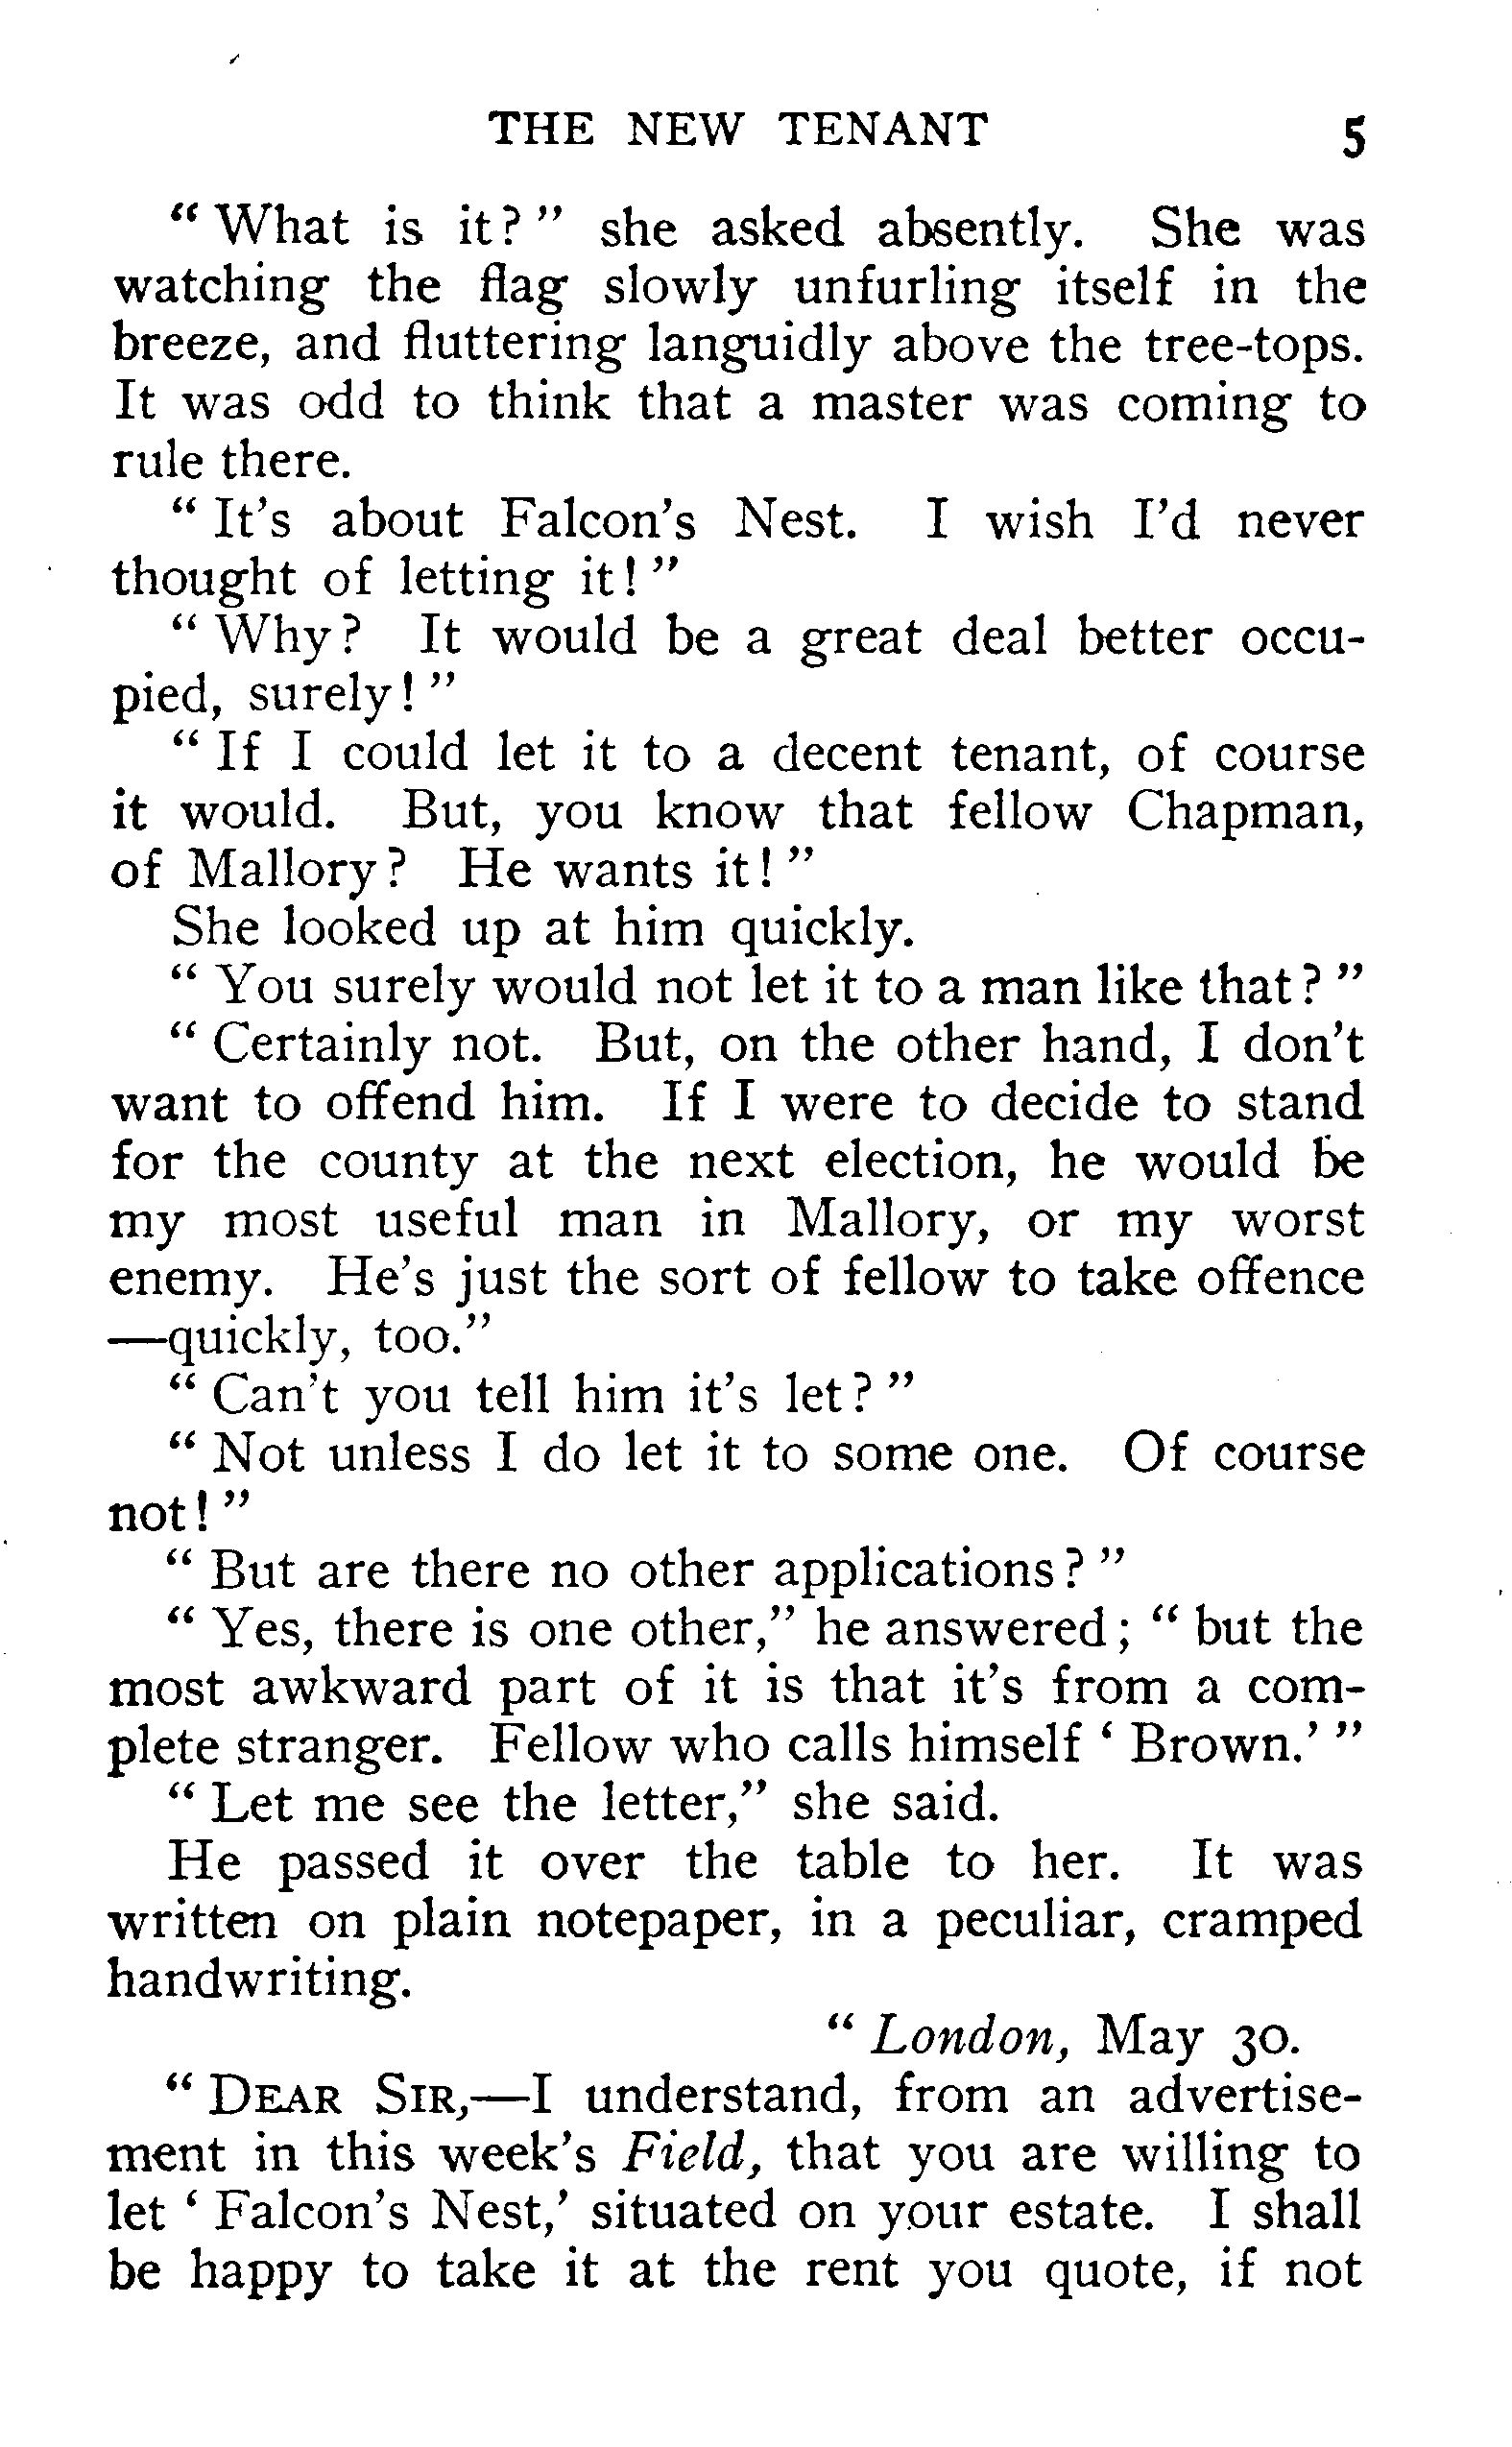 THE NEW TENANT 5
“ What is it? ” she asked absently. She was
watching the flag slowly unfurling itself in the
breeze, and fluttering languidly above the tree-tops.
It was odd to think that a master was coming to
rule there.
“ It’s about Falcon’s Nest. I wish I’d never
thought of letting it! ”
“ Why? It would be a great deal better occu-
pied, surely! ”
“ If I could let it to a decent tenant, of course
it would. But, you know that fellow Chapman,
of Mallory? He wants it! ”
She looked up at him quickly.
“ You surely would not let it to a man like that? ”
“ Certainly not. But, on the other hand, I don’t
want to offend him. If I were to decide to stand
for the county at the next election, he would be
my most useful man in Mallory, or my worst
enemy. He’s just the sort of fellow to take offence
—quickly, too.”
“ Can’t you tell him it’s let? ”
“ Not unless I do let it to some one. Of course
not! ”
“ But are there no other applications? ”
“ Yes, there is one other,” he answered; “ but the
most awkward part of it is that it’s from a com-
plete stranger. Fellow who calls himself ‘ Brown.’ ”
“ Let me see the letter,” she said.
He passed it over the table to her. It was
written on plain notepaper, in a peculiar, cramped
handwriting.
“ London, May 30.
“ DEAR SIR,—I understand, from an advertise-
ment in this week’s Field, that you are willing to
let ‘ Falcon’s Nest,’ situated on your estate. I shall
be happy to take it at the rent you quote, if not